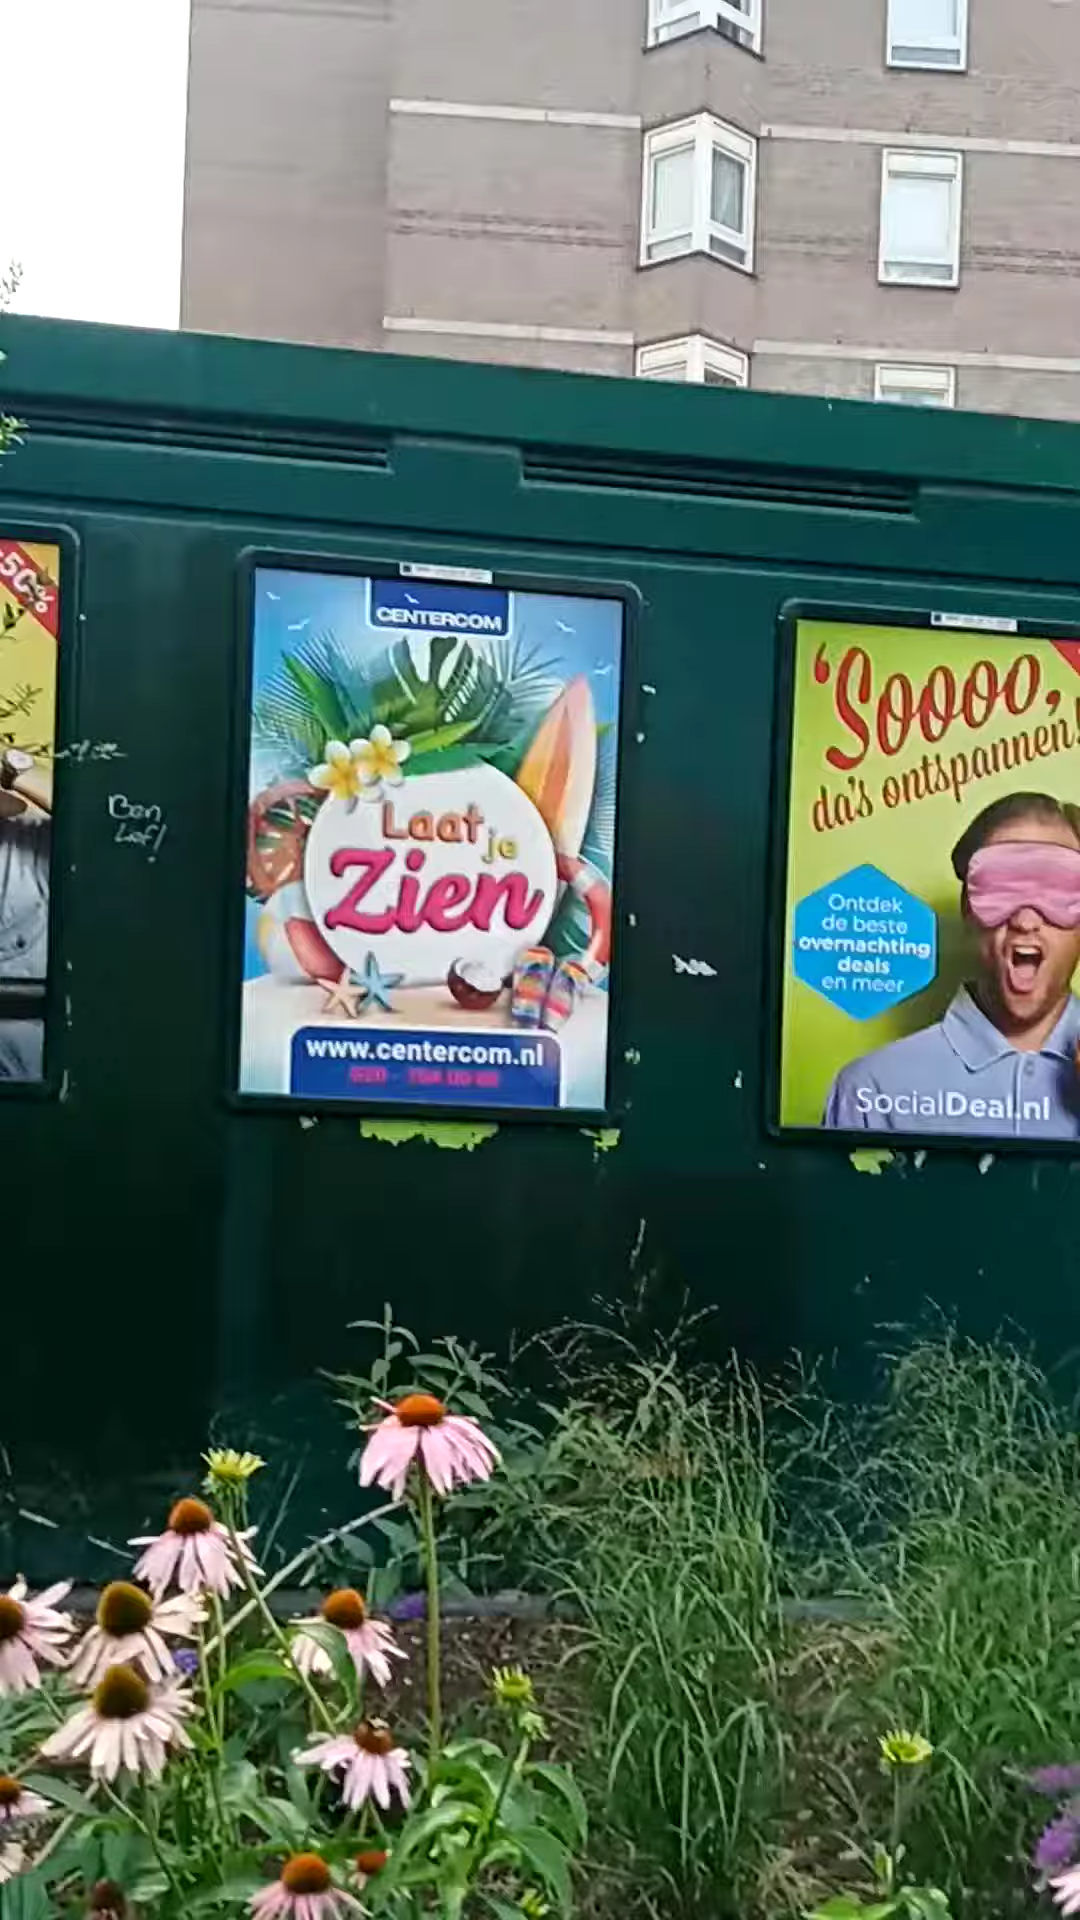 -50%
Ben
Lief!
CENTERCOM
Laat je
Zien
www.centercom.nl
'Soooo,
da's ontspannen!
Ontdek
de beste
overnachting
deals
en meer
SocialDeal.nl